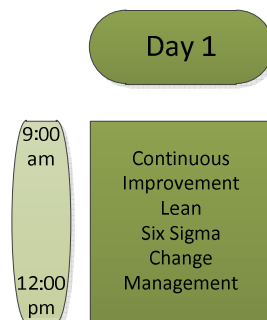 Day 1
9:00
am
12:00
pm
Continuous
Improvement
Lean
Six Sigma
Change
Management